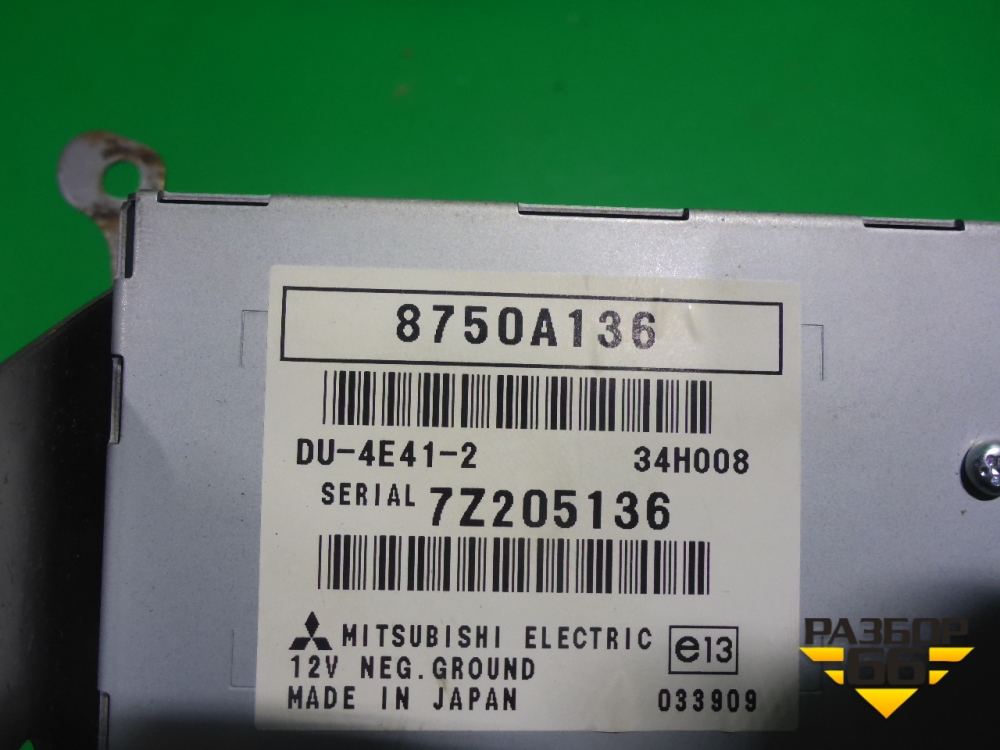 8750A136
DU-4E41-2 34H008
SERIAL 7Z205136
MITSUBISHI ELECTRIC
12V NEG.GROUND
MADE IN JAPAN
e13
033909
РАЗБОР
66